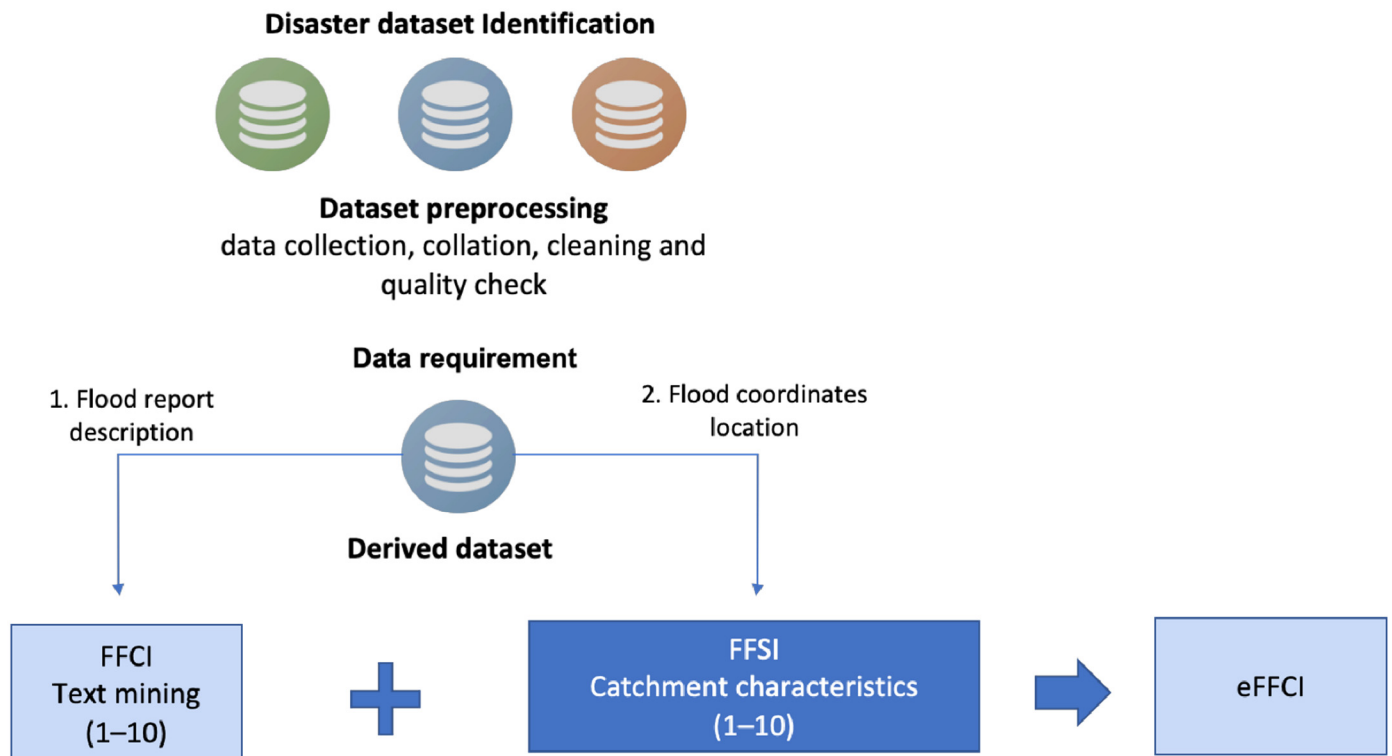 Disaster dataset Identification
Dataset preprocessing
data collection, collation, cleaning and
quality check
Data requirement
1. Flood report
description
2. Flood coordinates
location
Derived dataset
FFCI
Text mining
(1–10)
FFSI
Catchment characteristics
(1–10)
eFFCI